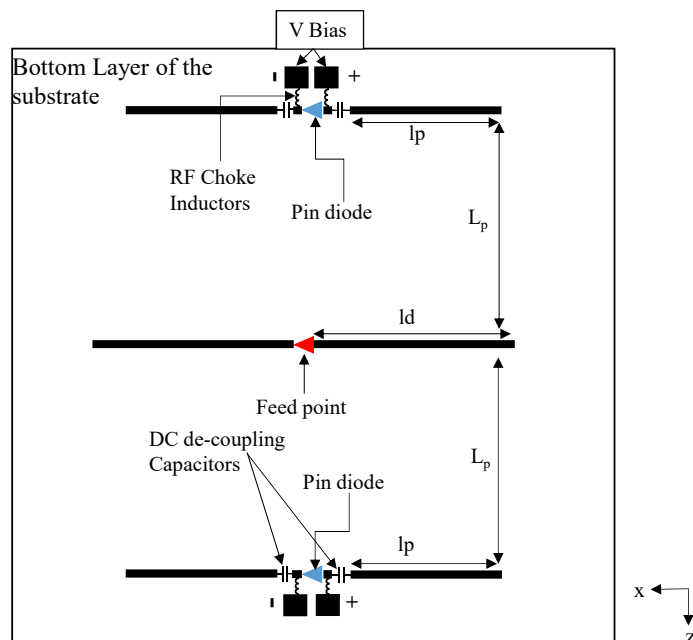 V Bias
Bottom Layer of the
substrate
- +
lp
RF Choke
Inductors
Pin diode
Lp
ld
Feed point
DC de-coupling
Capacitors
Lp
Pin diode
lp
- +
x
z